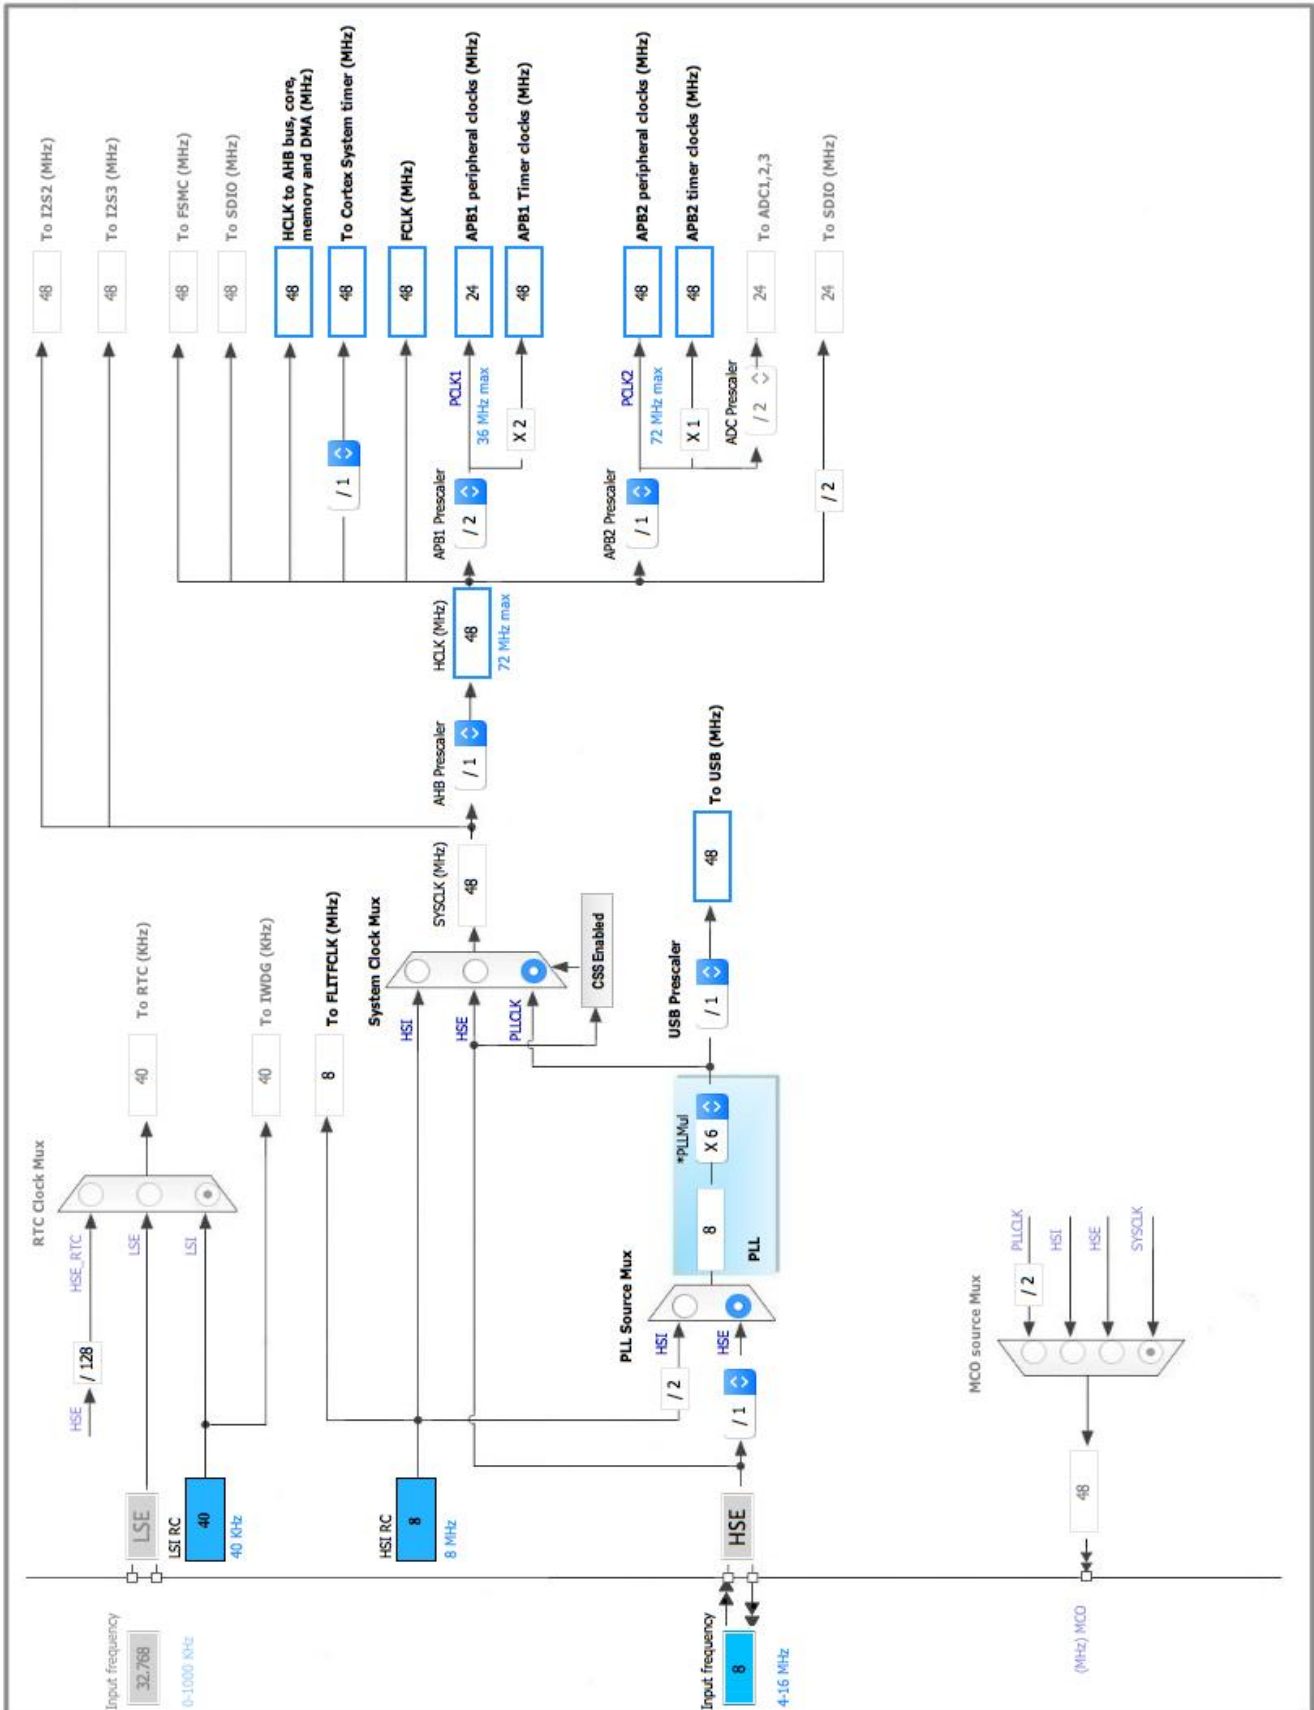 Input frequency
32.768
0-1000 KHz
LSE
LSI RC
40
40 KHz
HSE
/ 128
HSE_RTC
LSE
LSI
RTC Clock Mux
40
To RTC (KHz)
40
To IWDG (KHz)
HSI RC
8
8 MHz
8
To FLITFCLK (MHz)
System Clock Mux
HSI
HSE
PLLCLK
CSS Enabled
SYSCLK (MHz)
48
AHB Prescaler
/ 1
HCLK (MHz)
48
72 MHz max
48
To I2S2 (MHz)
48
To I2S3 (MHz)
48
To FSMC (MHz)
48
To SDIO (MHz)
48
HCLK to AHB bus, core,
memory and DMA (MHz)
/ 1
48
To Cortex System timer (MHz)
48
FCLK (MHz)
APB1 Prescaler
/ 2
PCLK1
36 MHz max
24
APB1 peripheral clocks (MHz)
X 2
48
APB1 Timer clocks (MHz)
APB2 Prescaler
/ 1
PCLK2
72 MHz max
48
APB2 peripheral clocks (MHz)
X 1
48
APB2 timer clocks (MHz)
ADC Prescaler
/ 2
24
To ADC1,2,3
/ 2
24
To SDIO (MHz)
Input frequency
8
4-16 MHz
HSE
/ 1
/ 2
PLL Source Mux
HSI
HSE
8
*PLLMul
X 6
PLL
USB Prescaler
/ 1
48
To USB (MHz)
(MHz) MCO
48
MCO source Mux
/ 2
PLLCLK
HSI
HSE
SYSCLK